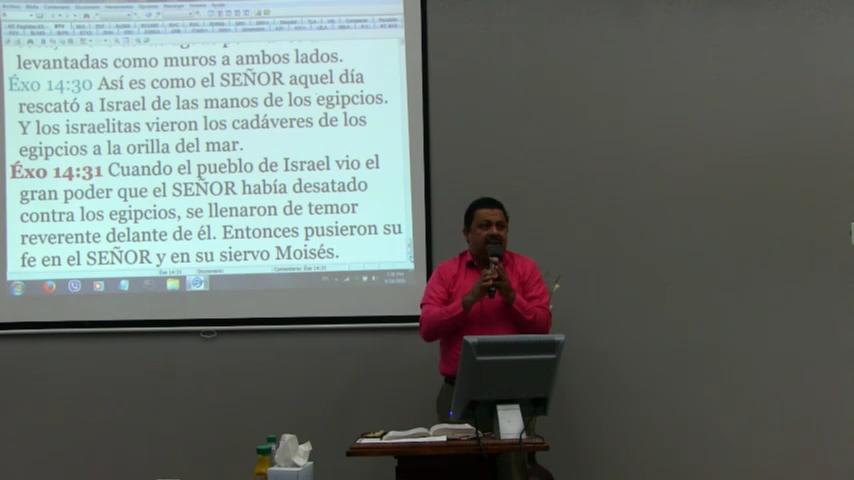 levantadas como muros a ambos lados.
Éxo 14:30 Así es como el SEÑOR aquel día
rescató a Israel de las manos de los egipcios.
Y los israelitas vieron los cadáveres de los
egipcios a la orilla del mar.
Éxo 14:31 Cuando el pueblo de Israel vio el
gran poder que el SEÑOR había desatado
contra los egipcios, se llenaron de temor
reverente delante de él. Entonces pusieron su
fe en el SEÑOR y en su siervo Moisés.